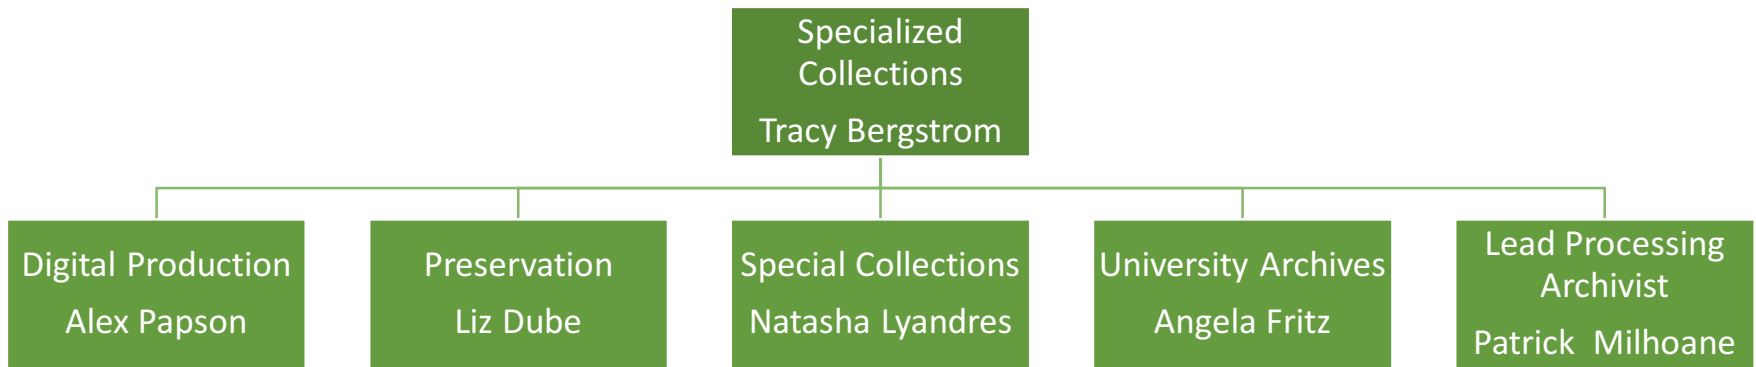 Specialized
Collections
Tracy Bergstrom
Digital Production
Alex Papson
Preservation
Liz Dube
Special Collections
Natasha Lyandres
University Archives
Angela Fritz
Lead Processing
Archivist
Patrick Milhoane